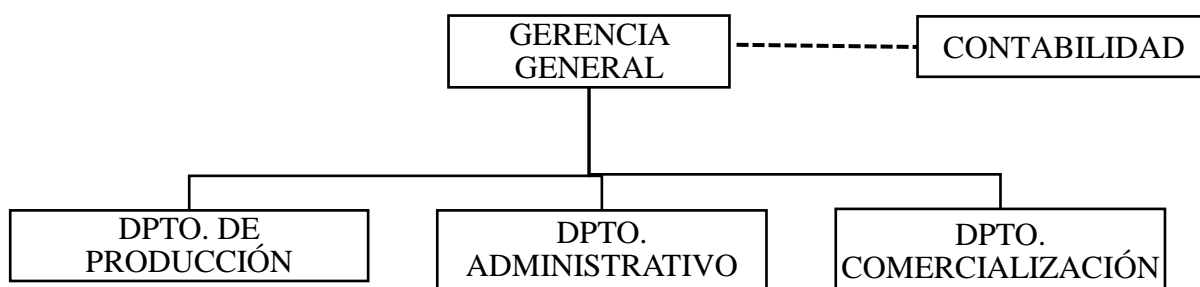 GERENCIA
GENERAL
CONTABILIDAD
DPTO. DE
PRODUCCIÓN
DPTO.
ADMINISTRATIVO
DPTO.
COMERCIALIZACIÓN